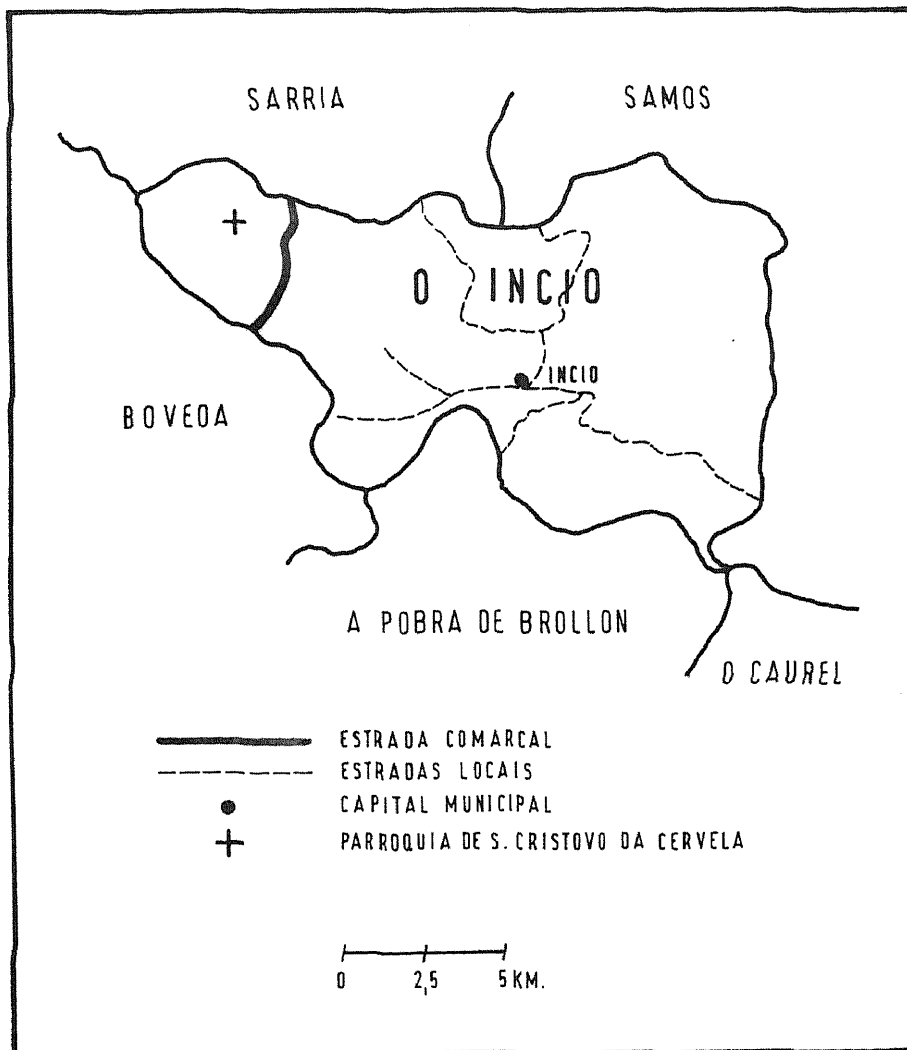 SARRIA
SAMOS
O INCIO
INCIO
BOVEDA
A POBRA DE BROLLON
O CAUREL
ESTRADA COMARCAL
ESTRADAS LOCAIS
CAPITAL MUNICIPAL
PARROQUIA DE S. CRISTOVO DA CERVELA
0 2,5 5 KM.